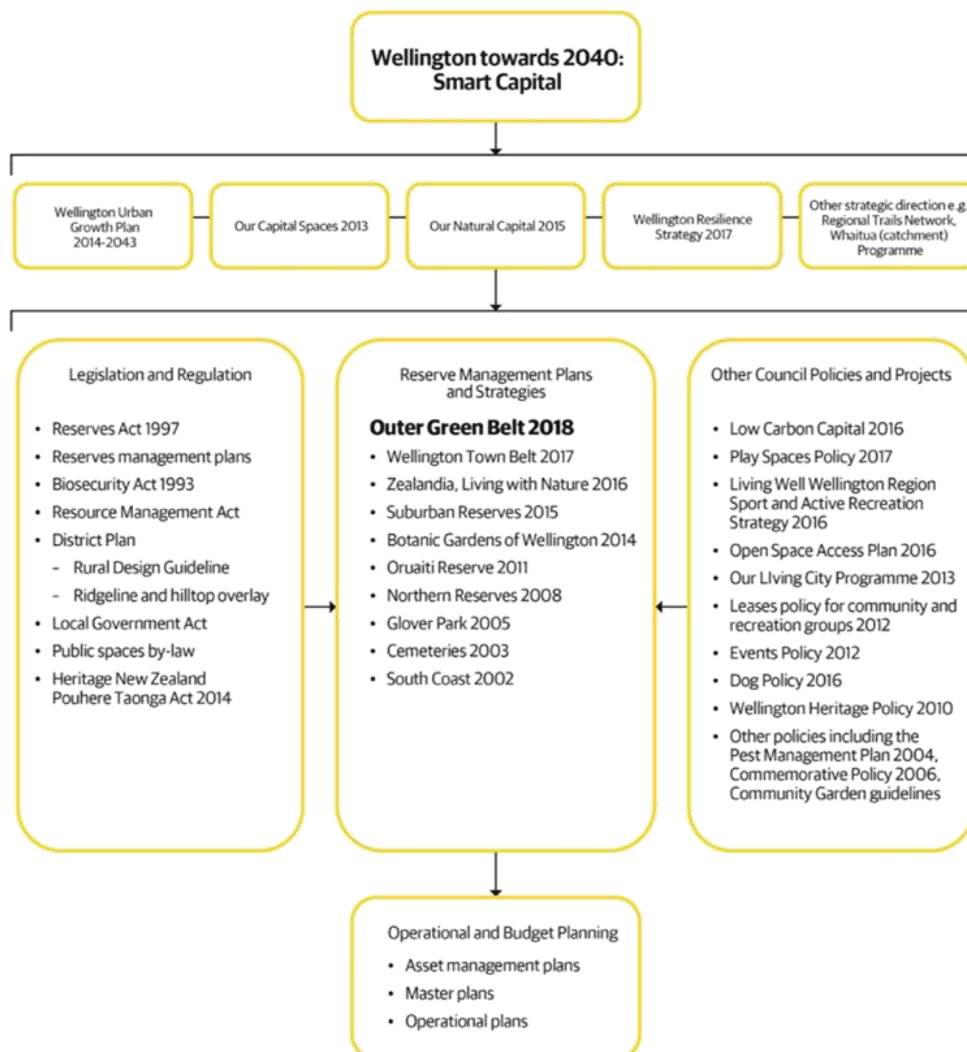 Wellington towards 2040:
Smart Capital
Wellington Urban
Growth Plan
2014-2043
Our Capital Spaces 2013
Our Natural Capital 2015
Wellington Resilience
Strategy 2017
Other strategic direction e.g.
Regional Trails Network,
Whaitua (catchment)
Programme
Legislation and Regulation
• Reserves Act 1997
• Reserves management plans
• Biosecurity Act 1993
• Resource Management Act
• District Plan
- Rural Design Guideline
- Ridgeline and hilltop overlay
• Local Government Act
• Public spaces by-law
• Heritage New Zealand
Pouhere Taonga Act 2014
Reserve Management Plans
and Strategies
Outer Green Belt 2018
• Wellington Town Belt 2017
• Zealandia, Living with Nature 2016
• Suburban Reserves 2015
• Botanic Gardens of Wellington 2014
• Oruaiti Reserve 2011
• Northern Reserves 2008
• Glover Park 2005
• Cemeteries 2003
• South Coast 2002
Other Council Policies and Projects
• Low Carbon Capital 2016
• Play Spaces Policy 2017
• Living Well Wellington Region
Sport and Active Recreation
Strategy 2016
• Open Space Access Plan 2016
• Our LIving City Programme 2013
• Leases policy for community and
recreation groups 2012
• Events Policy 2012
• Dog Policy 2016
• Wellington Heritage Policy 2010
• Other policies including the
Pest Management Plan 2004,
Commemorative Policy 2006,
Community Garden guidelines
Operational and Budget Planning
• Asset management plans
• Master plans
• Operational plans